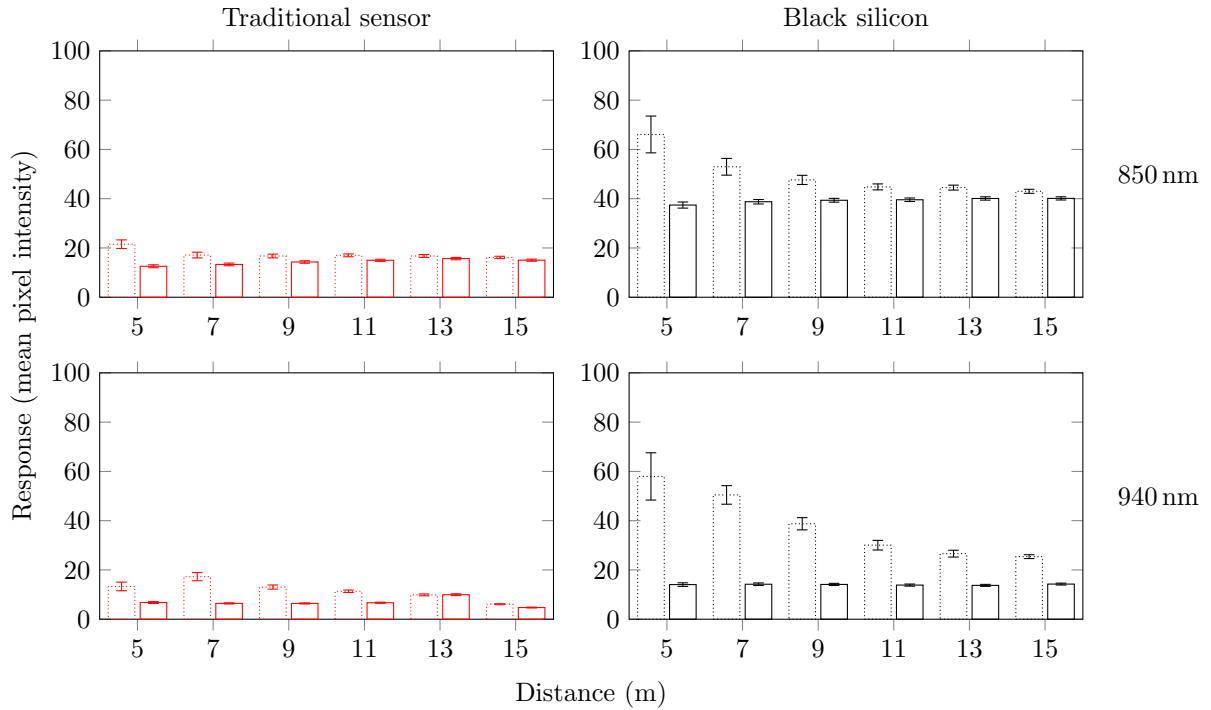 Traditional sensor
Black silicon
Response (mean pixel intensity)
100
80
60
40
20
0
5 7 9 11 13 15
100
80
60
40
20
0
5 7 9 11 13 15
850 nm
100
80
60
40
20
0
5 7 9 11 13 15
100
80
60
40
20
0
5 7 9 11 13 15
940 nm
Distance (m)